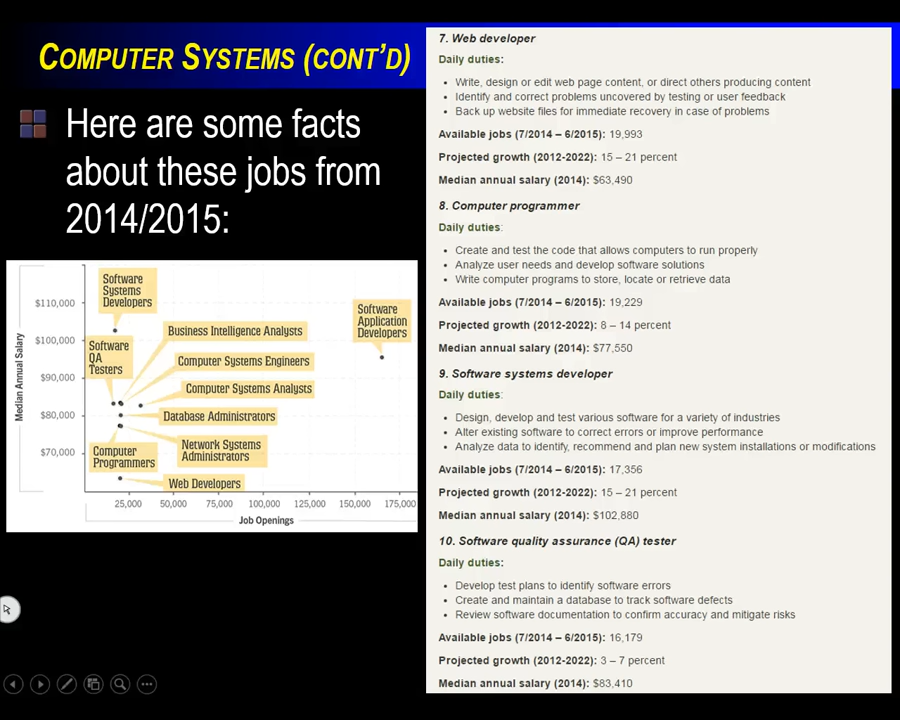 COMPUTER SYSTEMS (CONT'D)
Here are some facts
about these jobs from
2014/2015:
Median Annual Salary
$110,000
$100,000
$90,000
$80,000
$70,000
Software
Systems
Developers
Software
QA
Testers
Business Intelligence Analysts
Computer Systems Engineers
Computer Systems Analysts
Database Administrators
Network Systems
Administrators
Computer
Programmers
Web Developers
Software
Application
Developers
25,000
50,000
75,000
100,000
125,000
150,000
175,000
Job Openings
7. Web developer
Daily duties:
• Write, design or edit web page content, or direct others producing content
• Identify and correct problems uncovered by testing or user feedback
• Back up website files for immediate recovery in case of problems
Available jobs (7/2014 – 6/2015): 19,993
Projected growth (2012-2022): 15 – 21 percent
Median annual salary (2014): $63,490
8. Computer programmer
Daily duties:
• Create and test the code that allows computers to run properly
• Analyze user needs and develop software solutions
• Write computer programs to store, locate or retrieve data
Available jobs (7/2014 – 6/2015): 19,229
Projected growth (2012-2022): 8 – 14 percent
Median annual salary (2014): $77,550
9. Software systems developer
Daily duties:
• Design, develop and test various software for a variety of industries
• Alter existing software to correct errors or improve performance
• Analyze data to identify, recommend and plan new system installations or modifications
Available jobs (7/2014 – 6/2015): 17,356
Projected growth (2012-2022): 15 – 21 percent
Median annual salary (2014): $102,880
10. Software quality assurance (QA) tester
Daily duties:
• Develop test plans to identify software errors
• Create and maintain a database to track software defects
• Review software documentation to confirm accuracy and mitigate risks
Available jobs (7/2014 – 6/2015): 16,179
Projected growth (2012-2022): 3 – 7 percent
Median annual salary (2014): $83,410